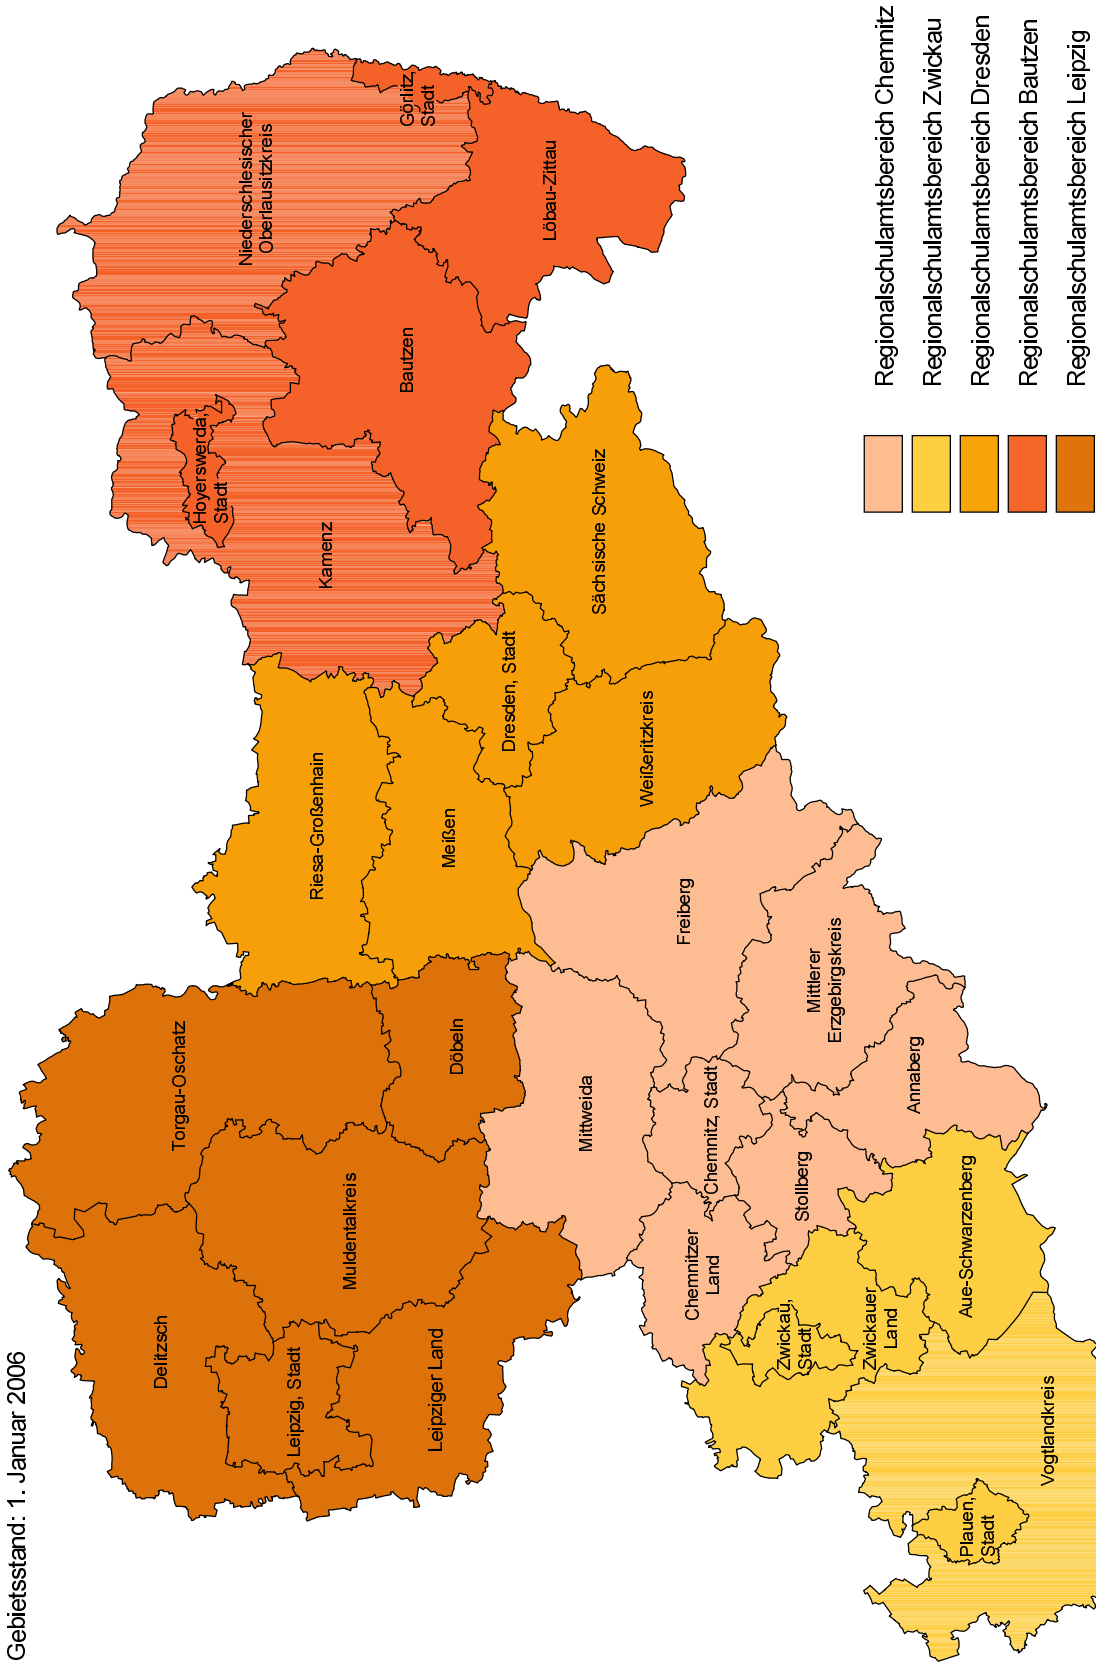 Gebietsstand: 1. Januar 2006
Delitzsch
Torgau-Oschatz
Leipzig, Stadt
Muldentalkreis
Leipziger Land
Döbeln
Riesa-Großenhain
Meißen
Dresden, Stadt
Weißeritzkreis
Sächsische Schweiz
Kamenz
Hoyerswerda,
Stadt
Niederschlesischer
Oberlausitzkreis
Bautzen
Görlitz,
Stadt
Löbau-Zittau
Mittweida
Freiberg
Chemnitzer
Land
Chemnitz, Stadt
Stollberg
Mittlerer
Erzgebirgskreis
Annaberg
Zwickau,
Stadt
Zwickauer
Land
Aue-Schwarzenberg
Plauen,
Stadt
Vogtlandkreis
Regionalschulamtsbereich Chemnitz
Regionalschulamtsbereich Zwickau
Regionalschulamtsbereich Dresden
Regionalschulamtsbereich Bautzen
Regionalschulamtsbereich Leipzig